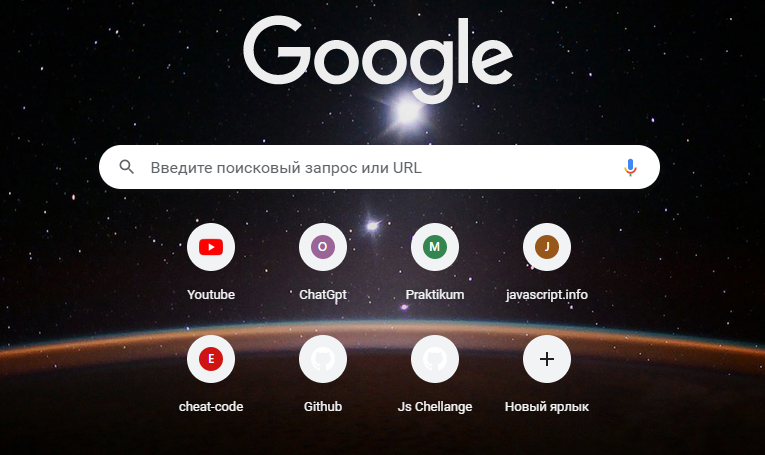 Google
Введите поисковый запрос или URL
O
M
J
Youtube
ChatGpt
Praktikum
javascript.info
E
cheat-code
Github
Js Chellange
Новый ярлык